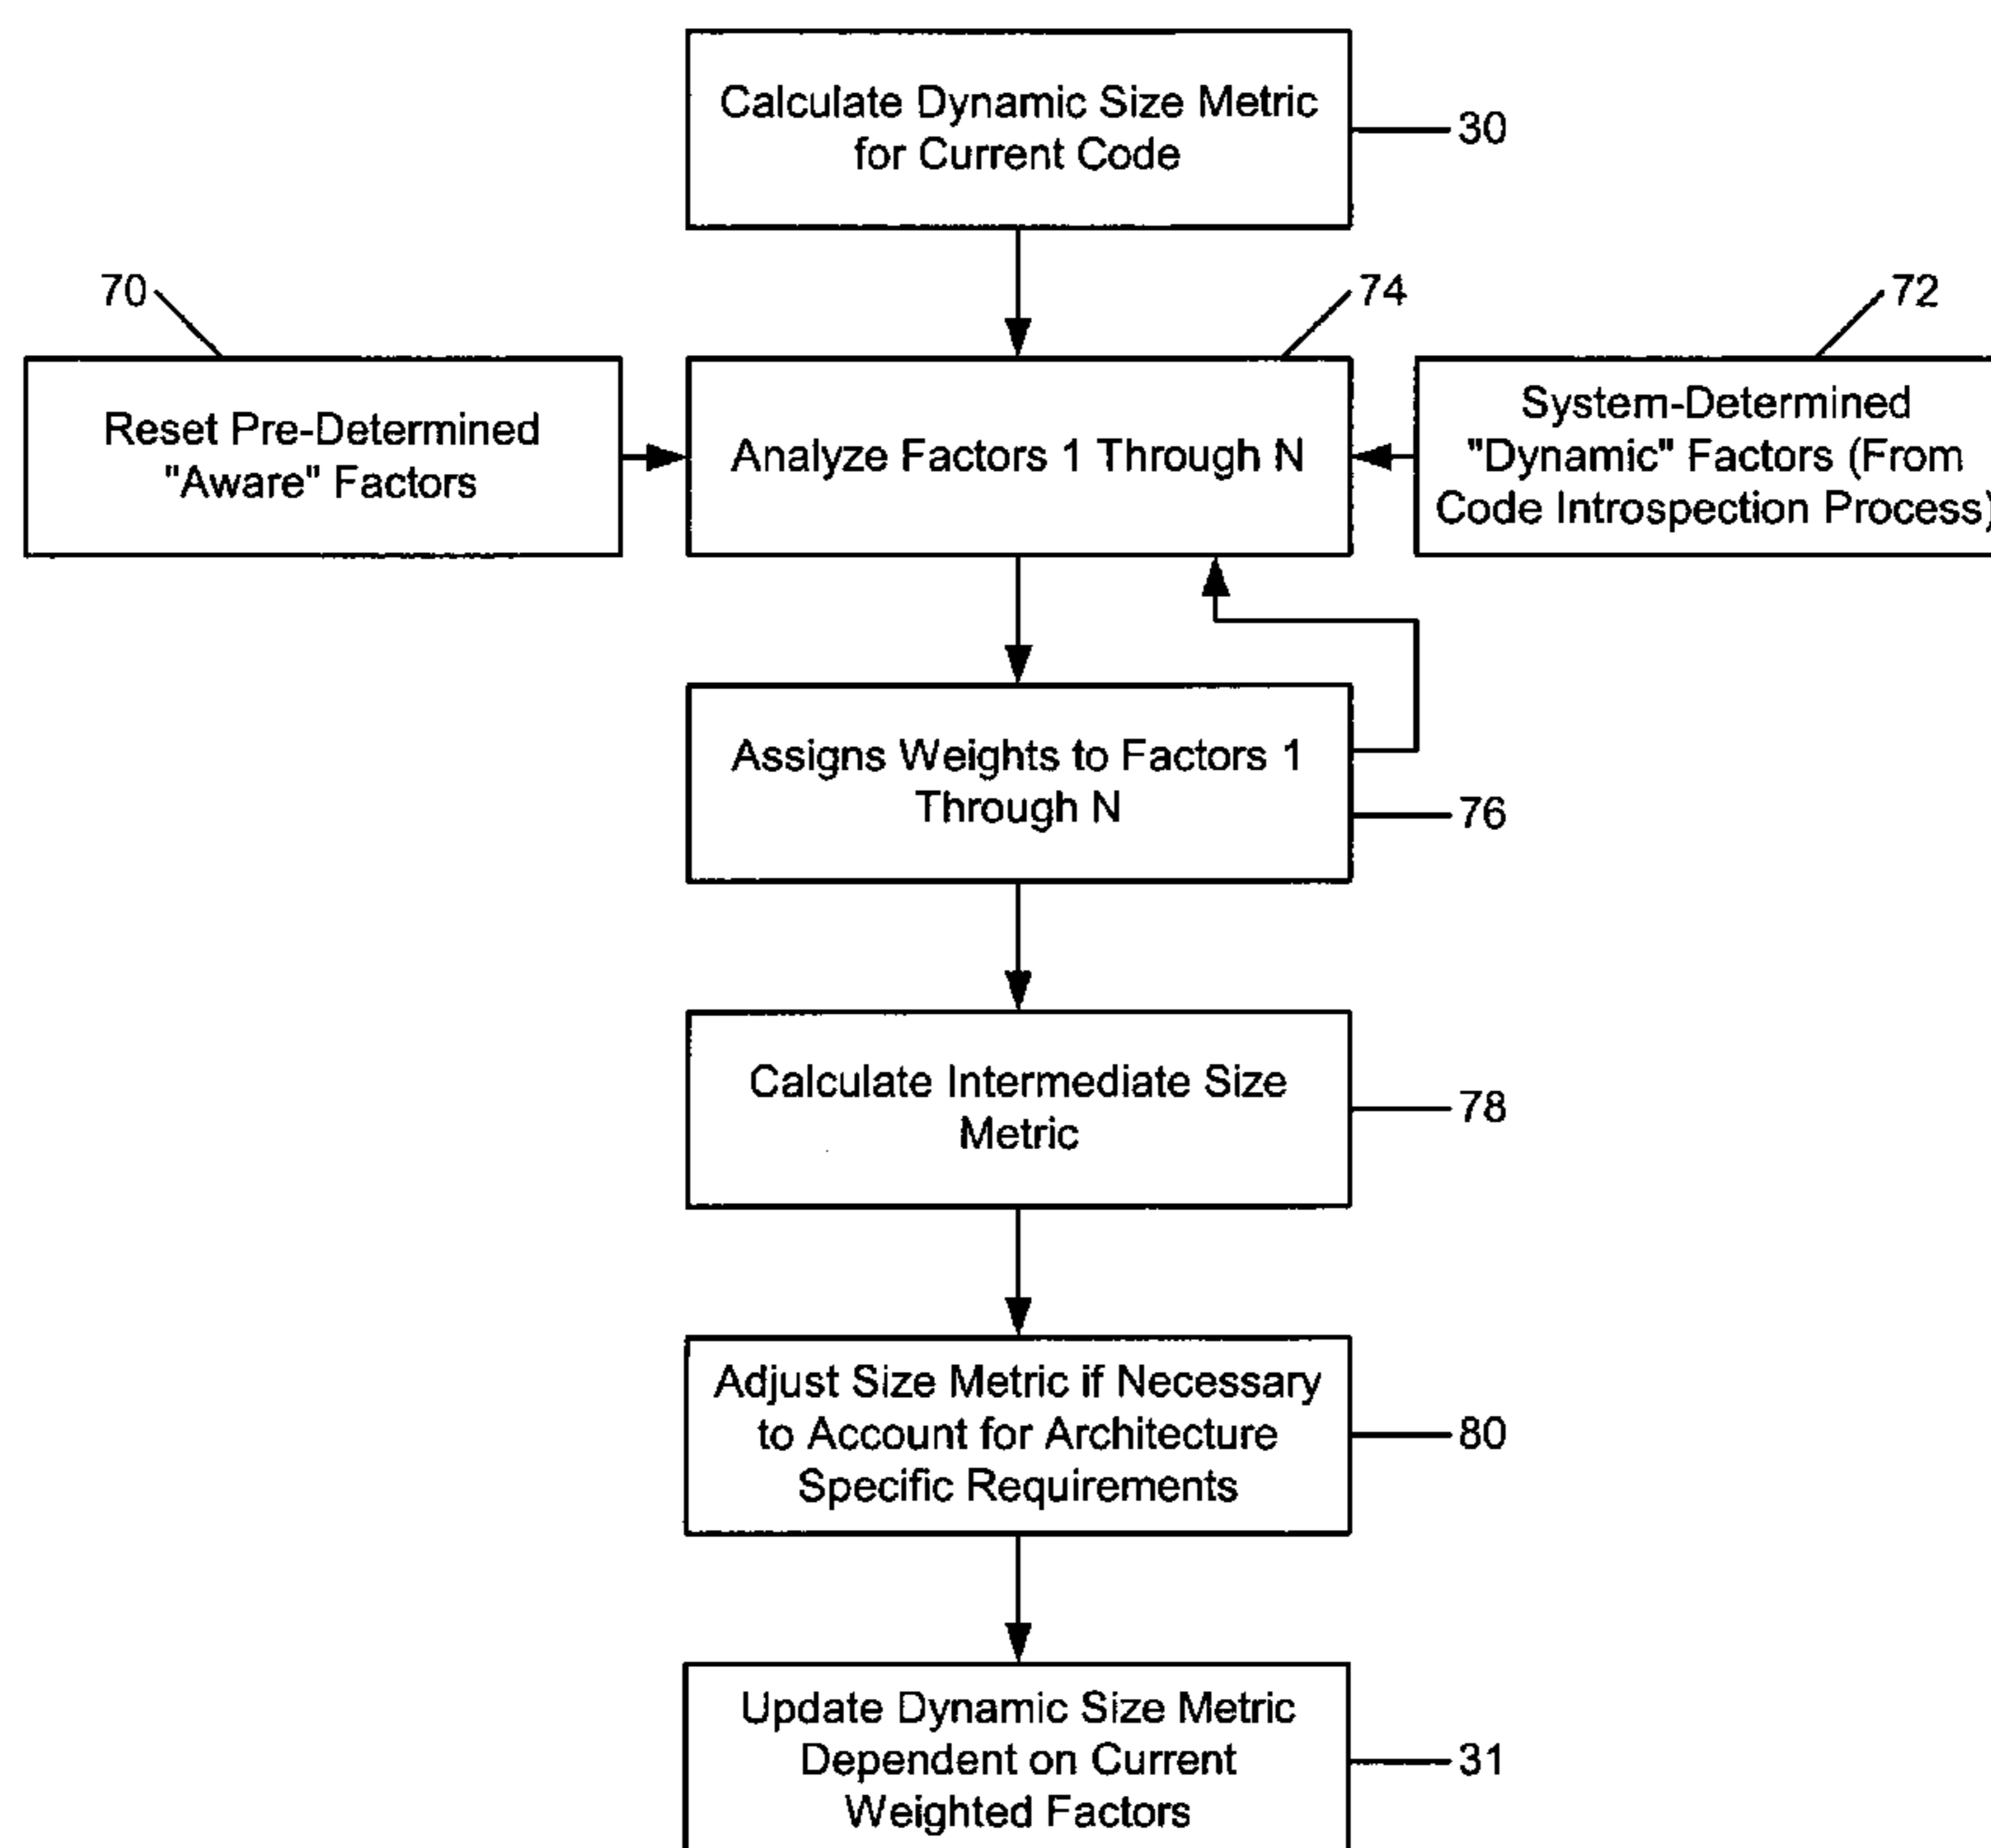 Calculate Dynamic Size Metric
for Current Code
30
70
74
72
Reset Pre-Determined
"Aware" Factors
Analyze Factors 1 Through N
System-Determined
"Dynamic" Factors (From
Code Introspection Process)
Assigns Weights to Factors 1
Through N
76
Calculate Intermediate Size
Metric
78
Adjust Size Metric if Necessary
to Account for Architecture
Specific Requirements
80
Update Dynamic Size Metric
Dependent on Current
Weighted Factors
31